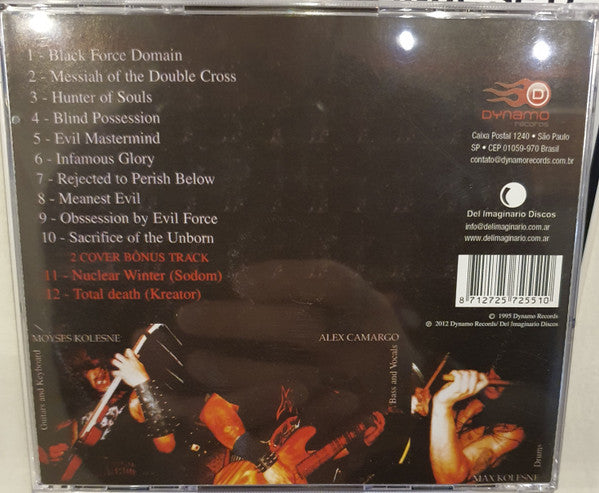 1 - Black Force Domain
2 - Messiah of the Double Cross
3 - Hunter of Souls
4 - Blind Possession
5 - Evil Mastermind
6 - Infamous Glory
7 - Rejected to Perish Below
8 - Meanest Evil
9 - Obssession by Evil Force
10 - Sacrifice of the Unborn
2 COVER BÔNUS TRACK
11 - Nuclear Winter (Sodom)
12 - Total death (Kreator)
D
DYNAMO
records
Caixa Postal 1240 • São Paulo
SP • CEP 01059-970 Brasil
contato@dynamorecords.com.br
Del Imaginario Discos
info@delimaginario.com.ar
www.delimaginario.com.ar
8 712725 725510
© 1995 Dynamo Records
℗ 2012 Dynamo Records/ Del Imaginario Discos
MOYSES KOLESNE
Guitars and Keyboard
ALEX CAMARGO
Bass and Vocals
MAX KOLESNE
Drums